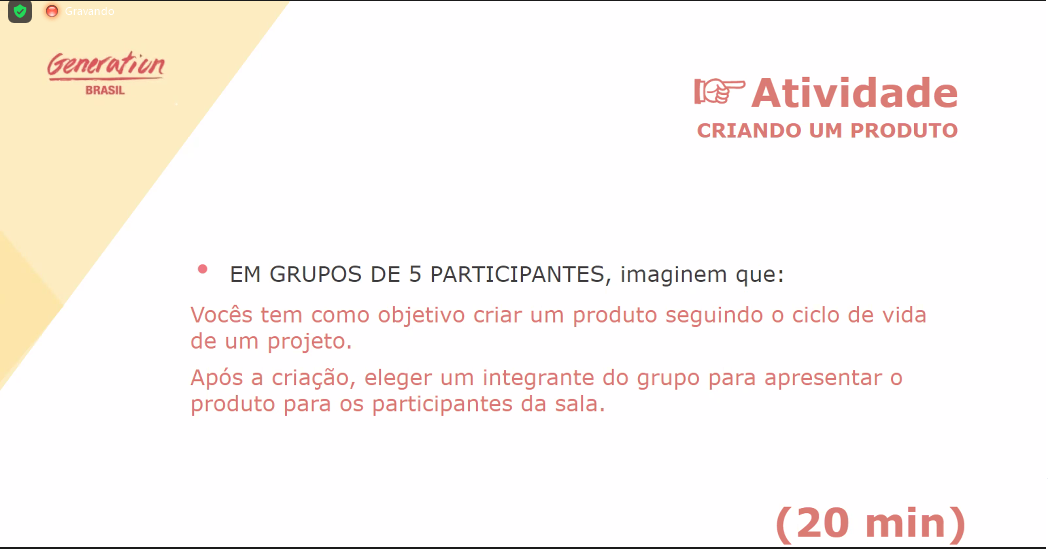 Gravando
Generation
BRASIL
Atividade
CRIANDO UM PRODUTO
• EM GRUPOS DE 5 PARTICIPANTES, imaginem que:
Vocês tem como objetivo criar um produto seguindo o ciclo de vida
de um projeto.
Após a criação, eleger um integrante do grupo para apresentar o
produto para os participantes da sala.
(20 min)